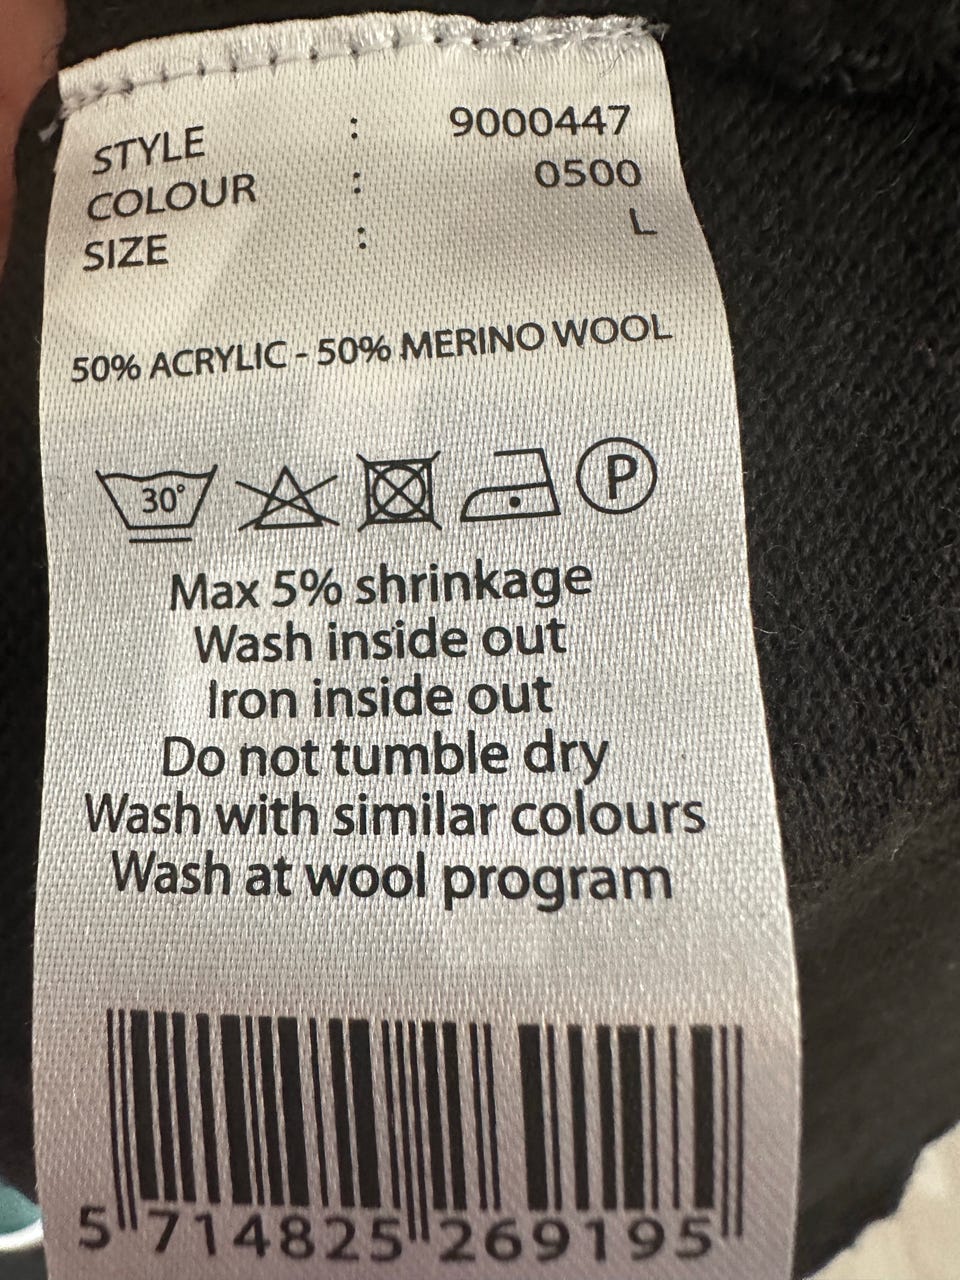 STYLE : 9000447
COLOUR : 0500
SIZE : L
50% ACRYLIC - 50% MERINO WOOL
30° P
Max 5% shrinkage
Wash inside out
Iron inside out
Do not tumble dry
Wash with similar colours
Wash at wool program
5 714825 269195